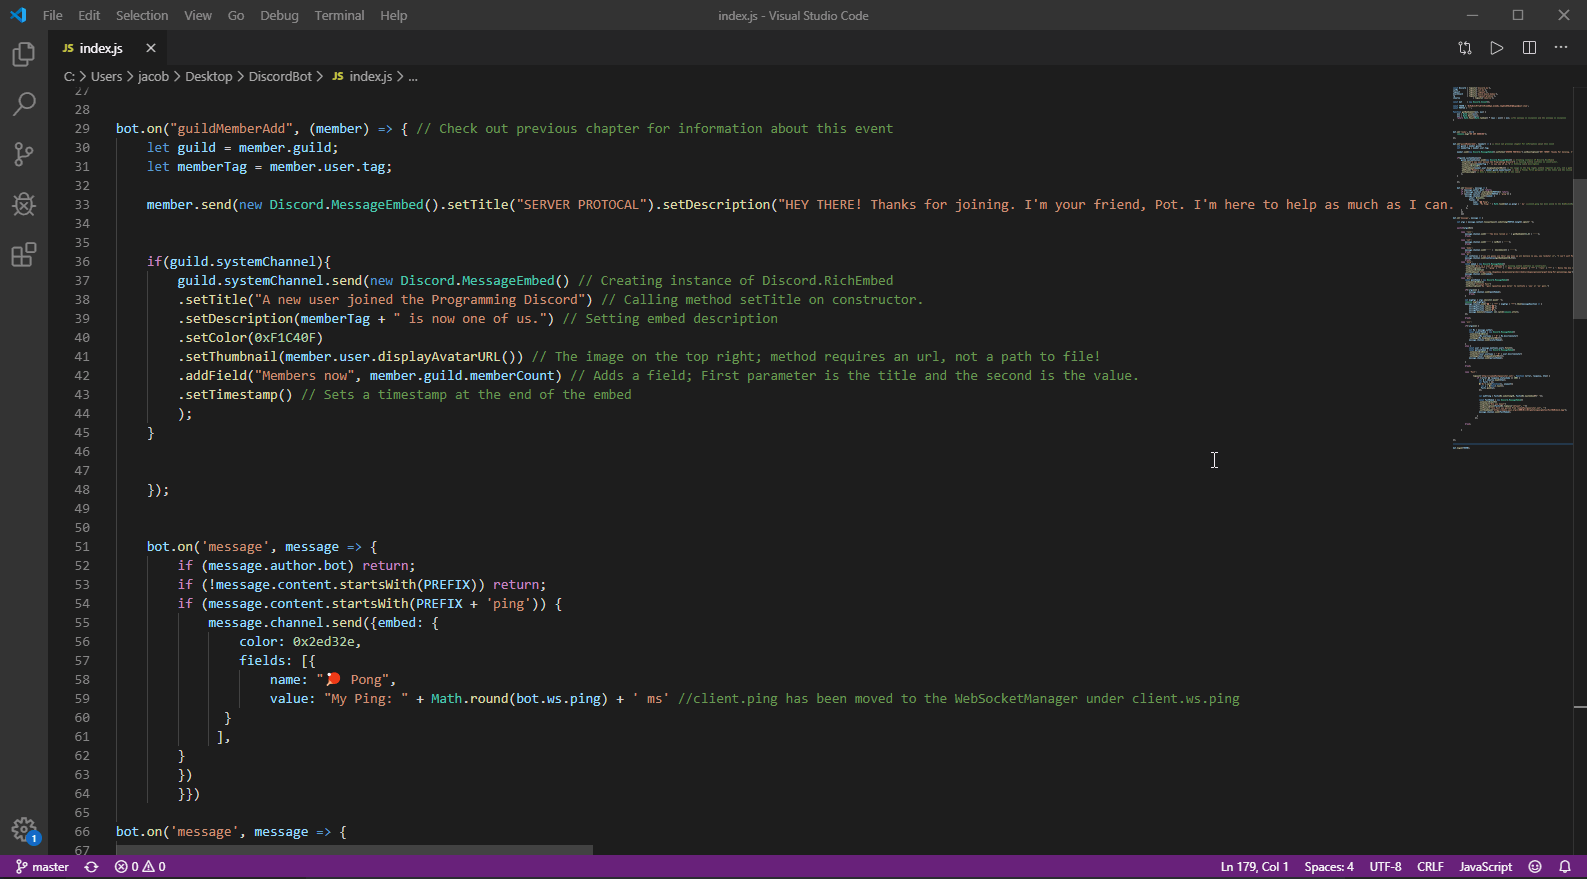 File Edit Selection View Go Debug Terminal Help
index.js - Visual Studio Code
JS index.js
C: > Users > jacob > Desktop > DiscordBot > JS index.js > ...
27
28
29 bot.on("guildMemberAdd", (member) => { // Check out previous chapter for information about this event
30 let guild = member.guild;
31 let memberTag = member.user.tag;
32
33 member.send(new Discord.MessageEmbed().setTitle("SERVER PROTOCAL").setDescription("HEY THERE! Thanks for joining. I'm your friend, Pot. I'm here to help as much as I can.
34
35
36 if(guild.systemChannel){
37 guild.systemChannel.send(new Discord.MessageEmbed() // Creating instance of Discord.RichEmbed
38 .setTitle("A new user joined the Programming Discord") // Calling method setTitle on constructor.
39 .setDescription(memberTag + " is now one of us.") // Setting embed description
40 .setColor(0xF1C40F)
41 .setThumbnail(member.user.displayAvatarURL()) // The image on the top right; method requires an url, not a path to file!
42 .addField("Members now", member.guild.memberCount) // Adds a field; First parameter is the title and the second is the value.
43 .setTimestamp() // Sets a timestamp at the end of the embed
44 );
45 }
46
47
48 });
49
50
51 bot.on('message', message => {
52 if (message.author.bot) return;
53 if (!message.content.startsWith(PREFIX)) return;
54 if (message.content.startsWith(PREFIX + 'ping')) {
55 message.channel.send({embed: {
56 color: 0x2ed32e,
57 fields: [{
58 name: "🏓 Pong",
59 value: "My Ping: " + Math.round(bot.ws.ping) + ' ms' //client.ping has been moved to the WebSocketManager under client.ws.ping
60 }
61 ],
62 }
63 })
64 }})
65
66 bot.on('message', message => {
67
1
master 0 0 Ln 179, Col 1 Spaces: 4 UTF-8 CRLF JavaScript